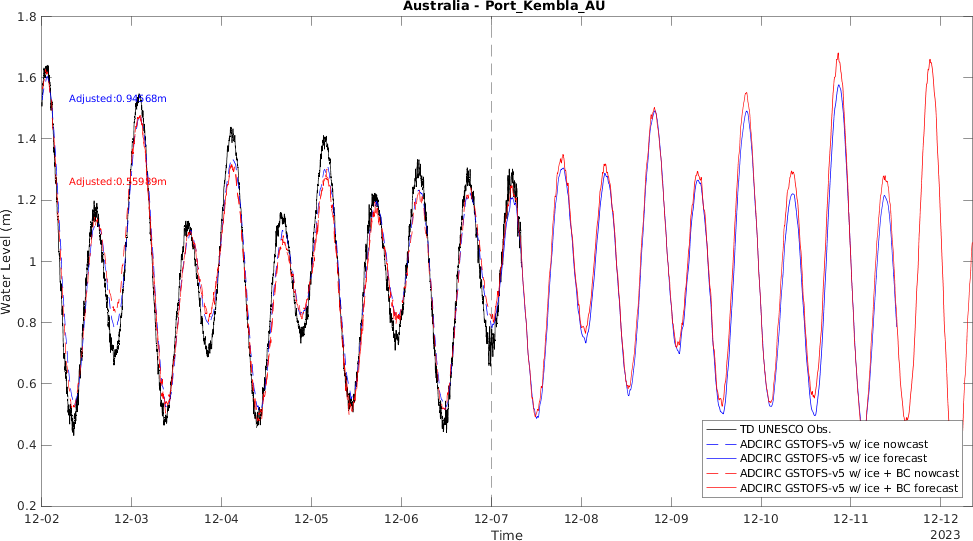 Australia - Port_Kembla_AU
1.8
1.6
1.4
1.2
1
0.8
0.6
0.4
0.2
Water Level (m)
Adjusted:0.94568m
Adjusted:0.55989m
TD UNESCO Obs.
ADCIRC GSTOFS-v5 w/ ice nowcast
ADCIRC GSTOFS-v5 w/ ice forecast
ADCIRC GSTOFS-v5 w/ ice + BC nowcast
ADCIRC GSTOFS-v5 w/ ice + BC forecast
12-02 12-03 12-04 12-05 12-06 12-07 12-08 12-09 12-10 12-11 12-12
Time
2023